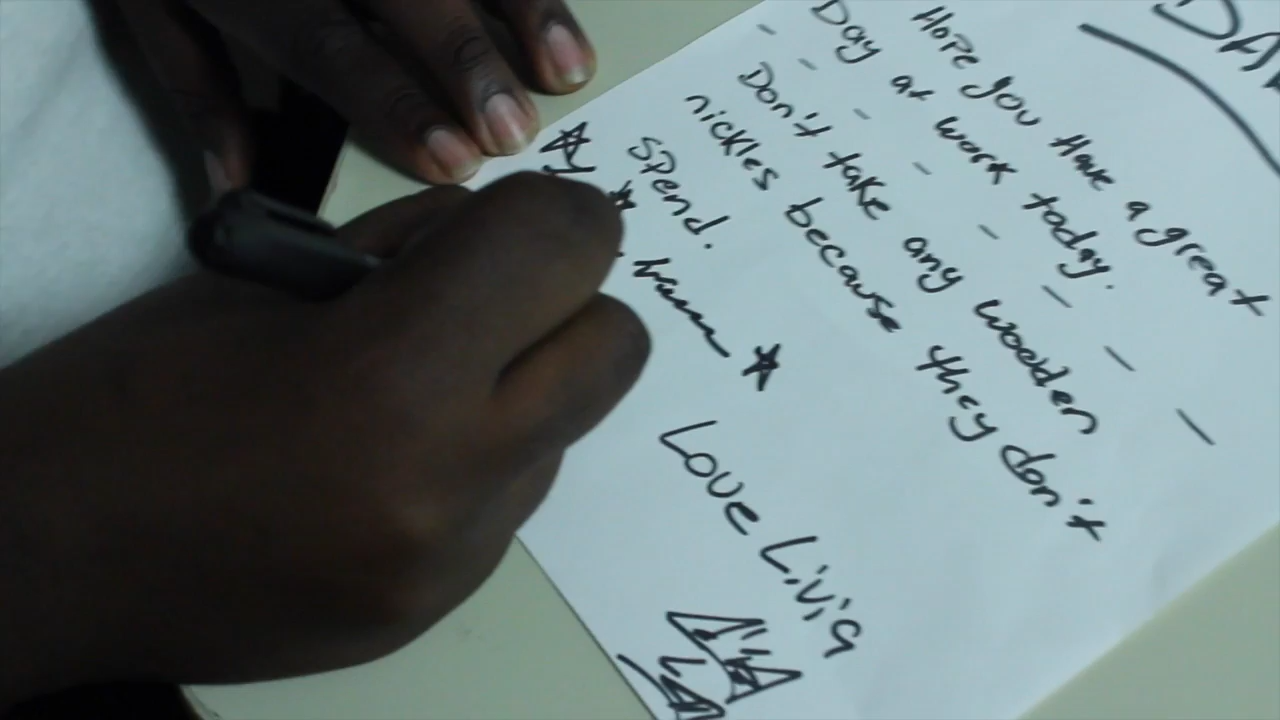 Hope you Have a great
Day at work today.
Don't take any wooden
nickles because they don't
spend.
Love Livia